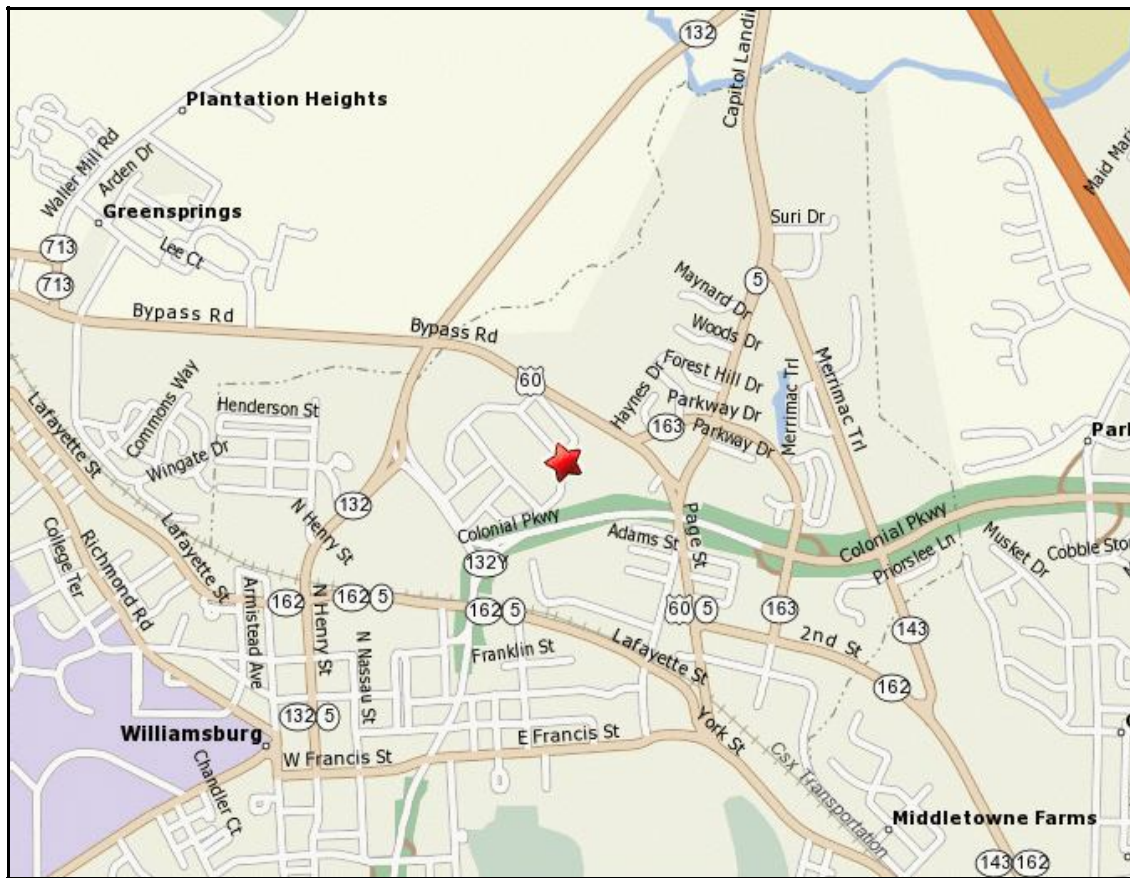 132
Capitol Landi
Plantation Heights
Waller Mill Rd
Arden Dr
Maid Mari
Greensprings
Suri Dr
713
Lee Ct
713
5
Maynard Dr
Bypass Rd
Bypass Rd
Woods Dr
Merrimac Trl
Forest Hill Dr
Merrimac Trl
60
Haynes Dr
Commons Way
Henderson St
Parkway Dr
163
Parkway Dr
Park
Lafayette St
Wingate Dr
132
N Henry St
Colonial Pkwy
Page St
Colonial Pkwy
Adams St
Lafayette St
College Ter
Richmond Rd
132Y
Priorslee Ln
Musket Dr
Cobble Ston
162
162
5
162
5
60
5
163
143
Armistead Ave
N Henry St
N Nassau St
Franklin St
Lafayette St
2nd St
162
132
5
Williamsburg
E Francis St
York St
W Francis St
Chandler Ct
Csx Transportation
Middletowne Farms
143
162